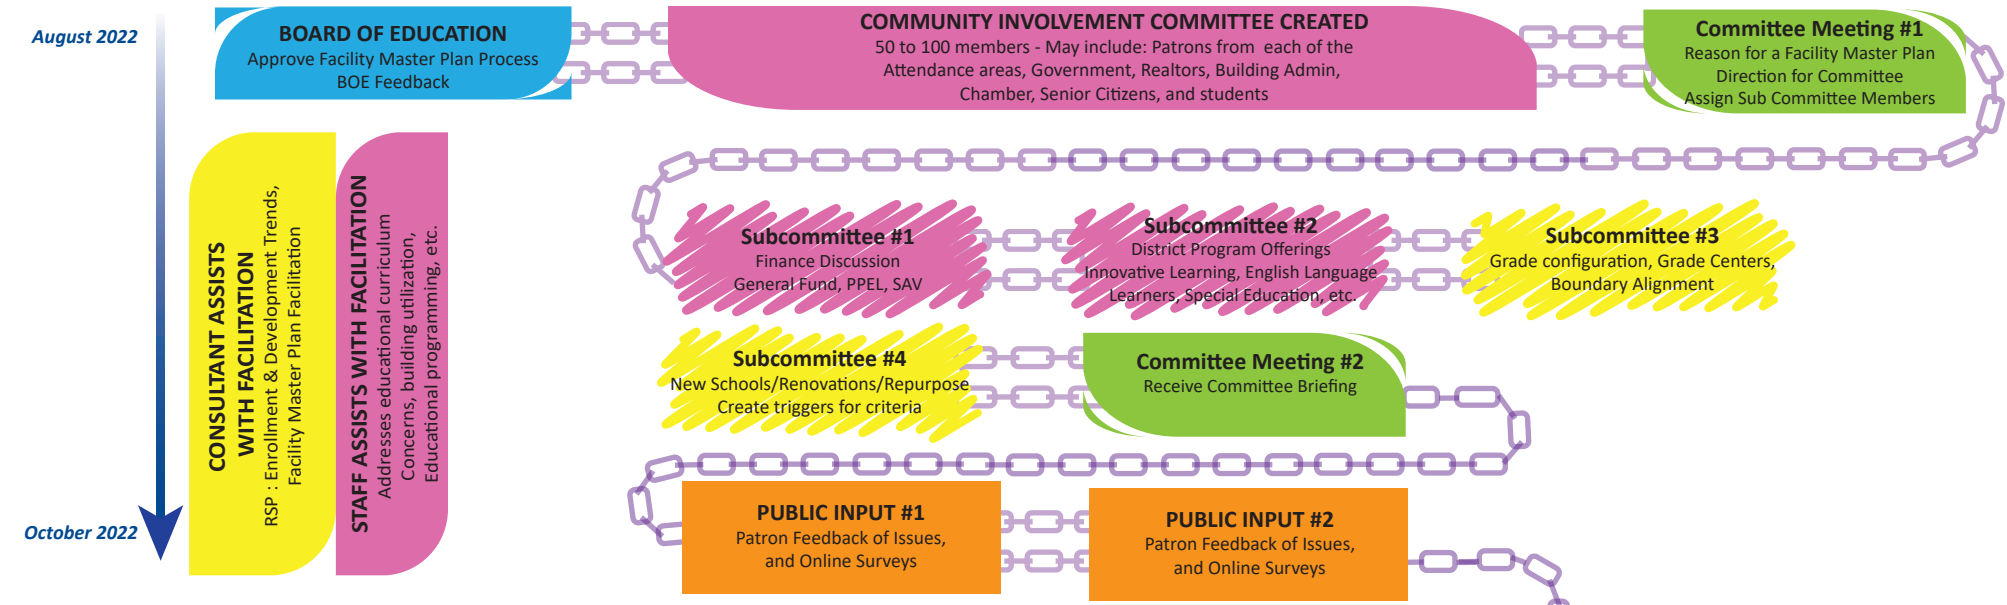 August 2022
BOARD OF EDUCATION
Approve Facility Master Plan Process
BOE Feedback
COMMUNITY INVOLVEMENT COMMITTEE CREATED
50 to 100 members - May include: Patrons from each of the
Attendance areas, Government, Realtors, Building Admin,
Chamber, Senior Citizens, and students
Committee Meeting #1
Reason for a Facility Master Plan
Direction for Committee
Assign Sub Committee Members
CONSULTANT ASSISTS
WITH FACILITATION
RSP : Enrollment & Development Trends,
Facility Master Plan Facilitation
STAFF ASSISTS WITH FACILITATION
Addresses educational curriculum
Concerns, building utilization,
Educational programming, etc.
Subcommittee #1
Finance Discussion
General Fund, PPEL, SAV
Subcommittee #2
District Program Offerings
Innovative Learning, English Language
Learners, Special Education, etc.
Subcommittee #3
Grade configuration, Grade Centers,
Boundary Alignment
Subcommittee #4
New Schools/Renovations/Repurpose
Create triggers for criteria
Committee Meeting #2
Receive Committee Briefing
October 2022
PUBLIC INPUT #1
Patron Feedback of Issues,
and Online Surveys
PUBLIC INPUT #2
Patron Feedback of Issues,
and Online Surveys